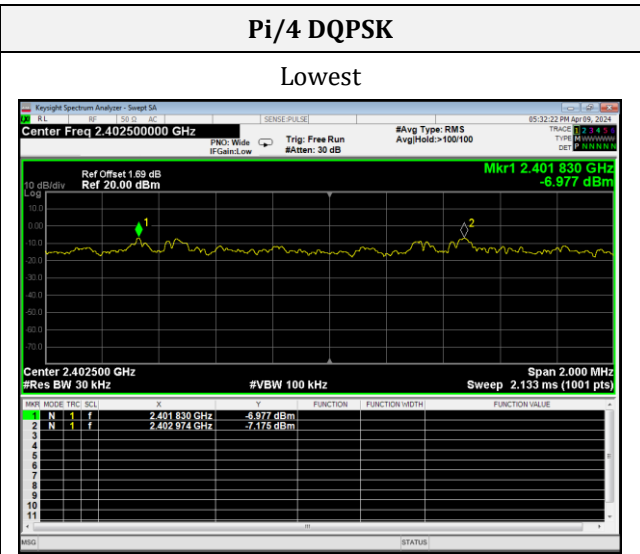 Pi/4 DQPSK
Lowest
Keysight Spectrum Analyzer - Swept SA
RL RF 50 Ω AC SENSE:PULSE 05:32:22 PM Apr 09, 2024
Center Freq 2.402500000 GHz #Avg Type: RMS TRACE 1 2 3 4 5 6
PNO: Wide Trig: Free Run Avg|Hold:>100/100 TYPE M WWWWW
IFGain:Low #Atten: 30 dB DET P N N N N N
Mkr1 2.401 830 GHz
Ref Offset 1.69 dB
10 dB/div Ref 20.00 dBm -6.977 dBm
Log
10.0
0.00
1
2
-10.0
-20.0
-30.0
-40.0
-50.0
-60.0
-70.0
Center 2.402500 GHz Span 2.000 MHz
#Res BW 30 kHz #VBW 100 kHz Sweep 2.133 ms (1001 pts)
MKR MODE TRC SCL X Y FUNCTION FUNCTION WIDTH FUNCTION VALUE
1 N 1 f 2.401 830 GHz -6.977 dBm
2 N 1 f 2.402 974 GHz -7.175 dBm
3
4
5
6
7
8
9
10
11
MSG STATUS